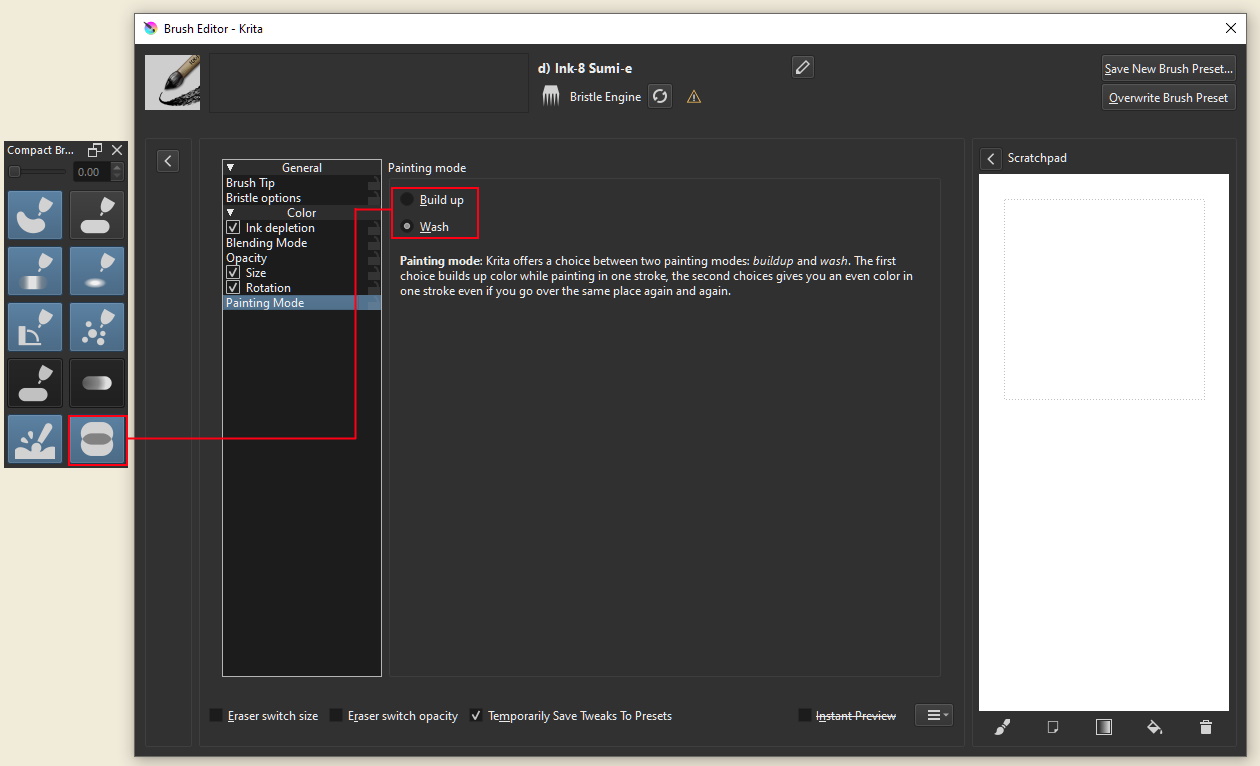 Brush Editor - Krita
d) Ink-8 Sumi-e
Bristle Engine
Save New Brush Preset...
Overwrite Brush Preset
Compact Br...
0.00
General
Brush Tip
Bristle options
Color
Ink depletion
Blending Mode
Opacity
Size
Rotation
Painting Mode
Painting mode
Build up
Wash
Painting mode: Krita offers a choice between two painting modes: buildup and wash. The first
choice builds up color while painting in one stroke, the second choices gives you an even color in
one stroke even if you go over the same place again and again.
Scratchpad
Eraser switch size
Eraser switch opacity
Temporarily Save Tweaks To Presets
Instant Preview